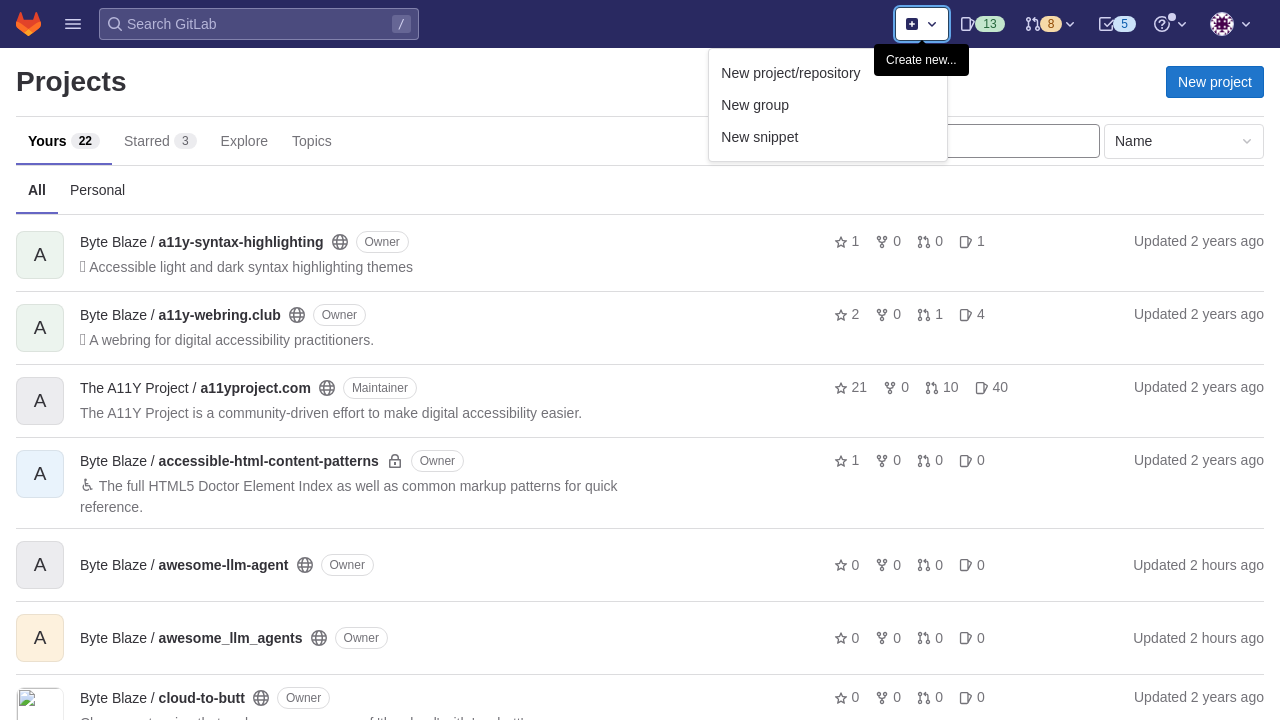 Search GitLab /
13 8 5
Create new...
New project/repository
New group
New snippet
Projects
New project
Yours 22 Starred 3 Explore Topics Name
All Personal
A Byte Blaze / a11y-syntax-highlighting Owner 1 0 0 1 Updated 2 years ago
Accessible light and dark syntax highlighting themes
A Byte Blaze / a11y-webring.club Owner 2 0 1 4 Updated 2 years ago
A webring for digital accessibility practitioners.
A The A11Y Project / a11yproject.com Maintainer 21 0 10 40 Updated 2 years ago
The A11Y Project is a community-driven effort to make digital accessibility easier.
A Byte Blaze / accessible-html-content-patterns Owner 1 0 0 0 Updated 2 years ago
♿ The full HTML5 Doctor Element Index as well as common markup patterns for quick
reference.
A Byte Blaze / awesome-llm-agent Owner 0 0 0 0 Updated 2 hours ago
A Byte Blaze / awesome_llm_agents Owner 0 0 0 0 Updated 2 hours ago
Byte Blaze / cloud-to-butt Owner 0 0 0 0 Updated 2 years ago